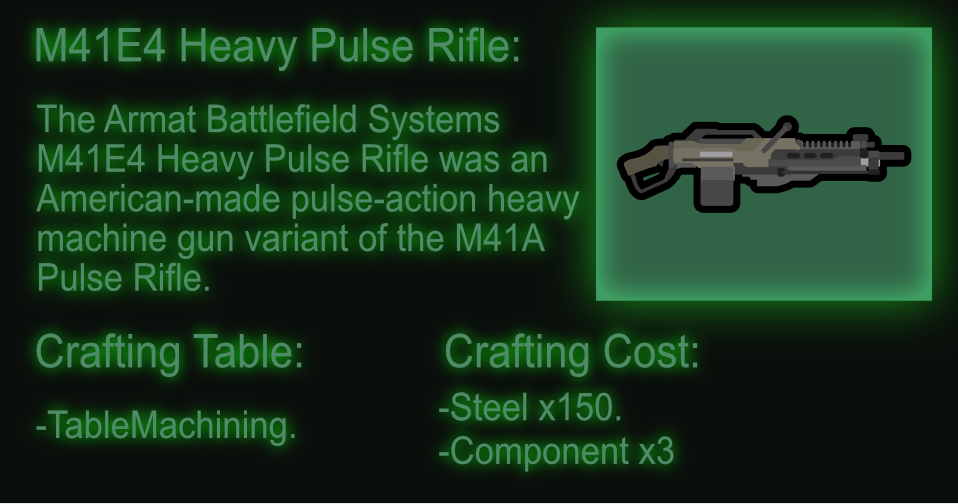 M41E4 Heavy Pulse Rifle:
The Armat Battlefield Systems
M41E4 Heavy Pulse Rifle was an
American-made pulse-action heavy
machine gun variant of the M41A
Pulse Rifle.
Crafting Table:
-TableMachining.
Crafting Cost:
-Steel x150.
-Component x3